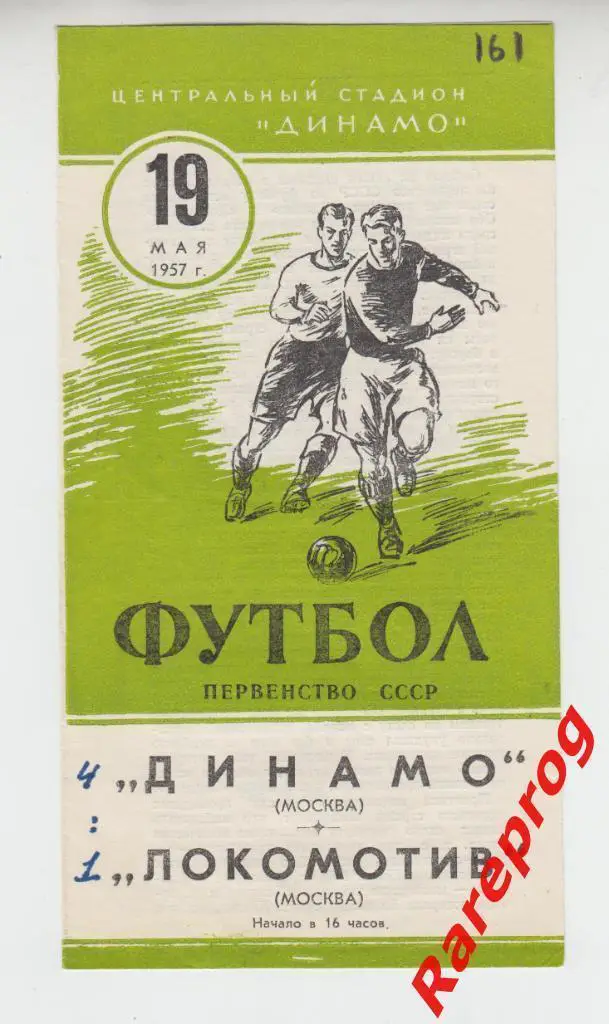 161
ЦЕНТРАЛЬНЫЙ СТАДИОН
"ДИНАМО"
19
МАЯ
1957 г.
ФУТБОЛ
ПЕРВЕНСТВО СССР
4 „ДИНАМО“
(МОСКВА)
:
1 „ЛОКОМОТИВ“
(МОСКВА)
Начало в 16 часов.
Rareprog